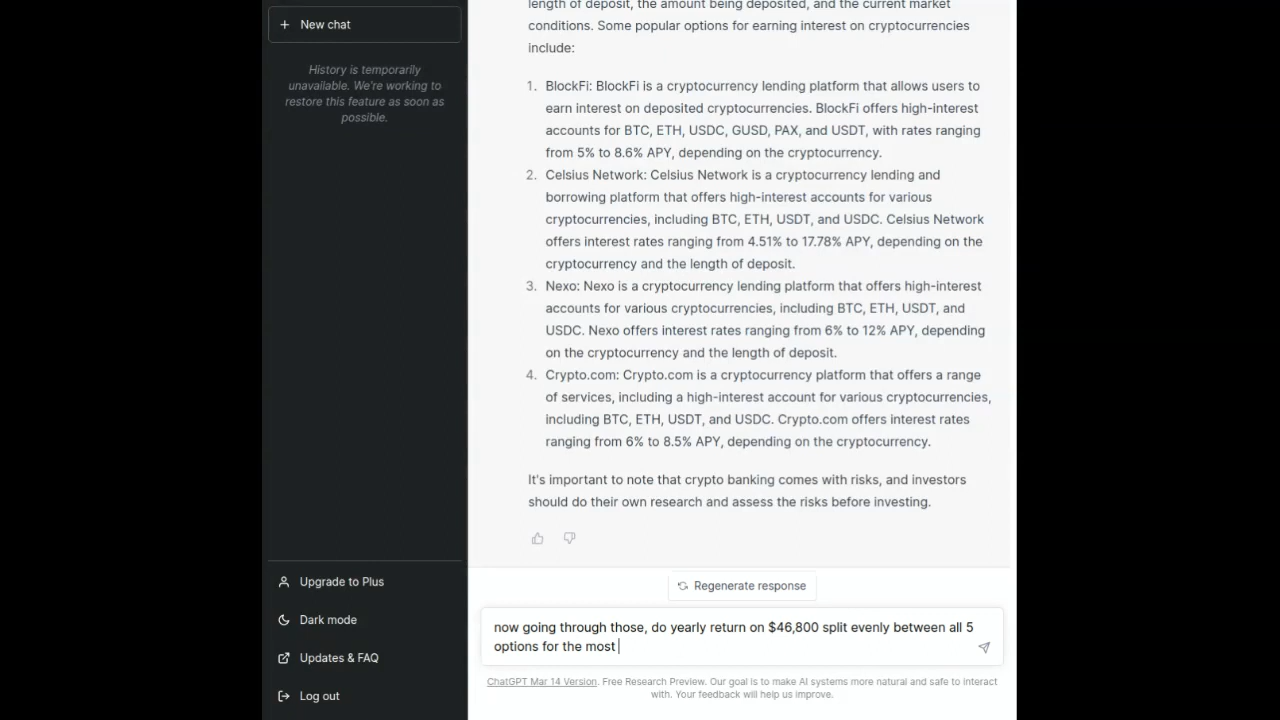 New chat
History is temporarily
unavailable. We're working to
restore this feature as soon as
possible.
Upgrade to Plus
Dark mode
Updates & FAQ
Log out
length of deposit, the amount being deposited, and the current market
conditions. Some popular options for earning interest on cryptocurrencies
include:
1. BlockFi: BlockFi is a cryptocurrency lending platform that allows users to
earn interest on deposited cryptocurrencies. BlockFi offers high-interest
accounts for BTC, ETH, USDC, GUSD, PAX, and USDT, with rates ranging
from 5% to 8.6% APY, depending on the cryptocurrency.
2. Celsius Network: Celsius Network is a cryptocurrency lending and
borrowing platform that offers high-interest accounts for various
cryptocurrencies, including BTC, ETH, USDT, and USDC. Celsius Network
offers interest rates ranging from 4.51% to 17.78% APY, depending on the
cryptocurrency and the length of deposit.
3. Nexo: Nexo is a cryptocurrency lending platform that offers high-interest
accounts for various cryptocurrencies, including BTC, ETH, USDT, and
USDC. Nexo offers interest rates ranging from 6% to 12% APY, depending
on the cryptocurrency and the length of deposit.
4. Crypto.com: Crypto.com is a cryptocurrency platform that offers a range
of services, including a high-interest account for various cryptocurrencies,
including BTC, ETH, USDT, and USDC. Crypto.com offers interest rates
ranging from 6% to 8.5% APY, depending on the cryptocurrency.
It's important to note that crypto banking comes with risks, and investors
should do their own research and assess the risks before investing.
Regenerate response
now going through those, do yearly return on $46,800 split evenly between all 5
options for the most
ChatGPT Mar 14 Version. Free Research Preview. Our goal is to make AI systems more natural and safe to interact
with. Your feedback will help us improve.